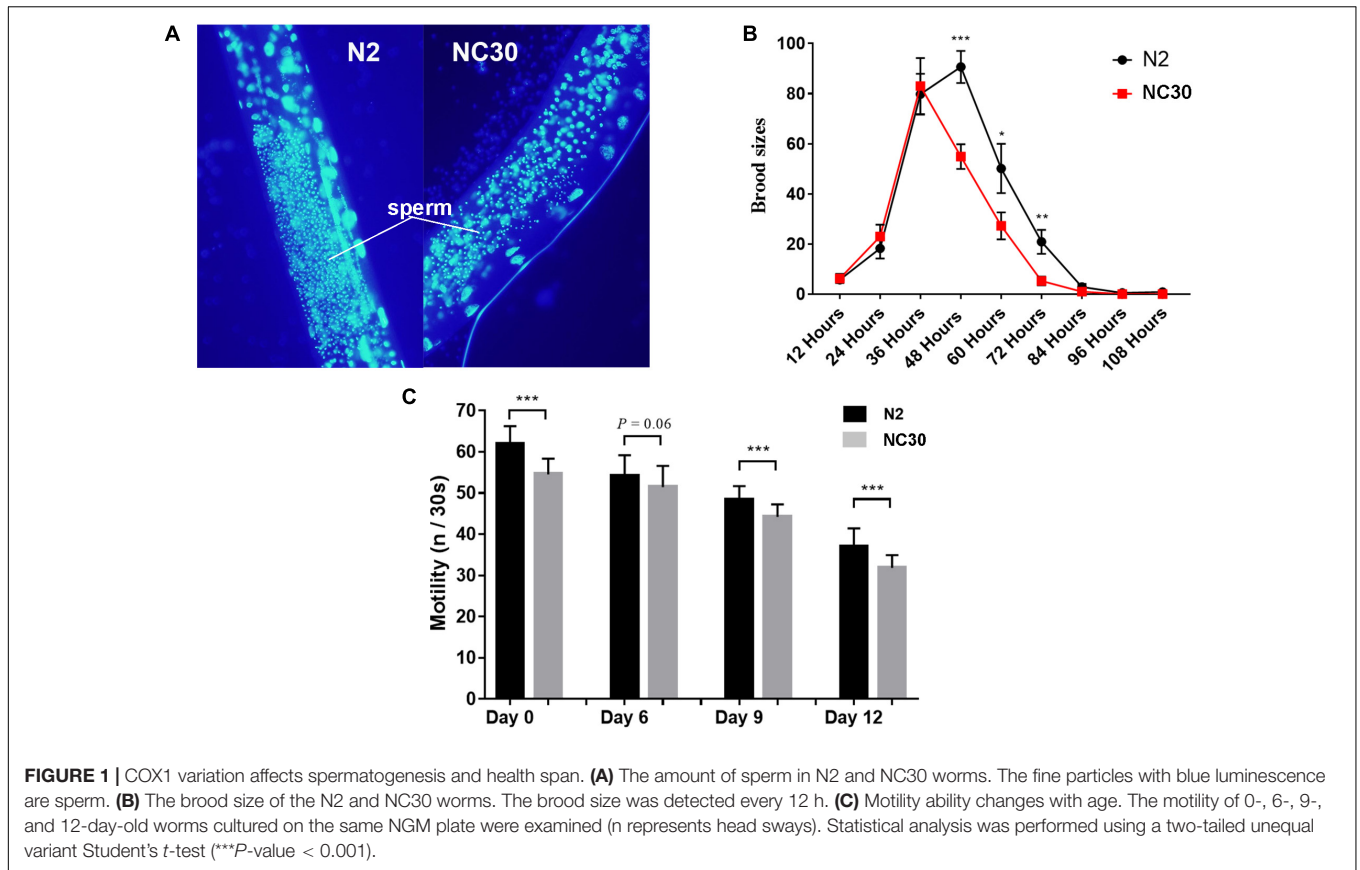 A
N2
NC30
sperm
B
Brood sizes
100
80
60
40
20
0
***
*
**
N2
NC30
12 Hours
24 Hours
36 Hours
48 Hours
60 Hours
72 Hours
84 Hours
96 Hours
108 Hours
C
Motility (n / 30s)
70
60
50
40
30
20
10
0
***
P = 0.06
***
***
N2
NC30
Day 0
Day 6
Day 9
Day 12
FIGURE 1 | COX1 variation affects spermatogenesis and health span. (A) The amount of sperm in N2 and NC30 worms. The fine particles with blue luminescence
are sperm. (B) The brood size of the N2 and NC30 worms. The brood size was detected every 12 h. (C) Motility ability changes with age. The motility of 0-, 6-, 9-,
and 12-day-old worms cultured on the same NGM plate were examined (n represents head sways). Statistical analysis was performed using a two-tailed unequal
variant Student's t-test (***P-value < 0.001).